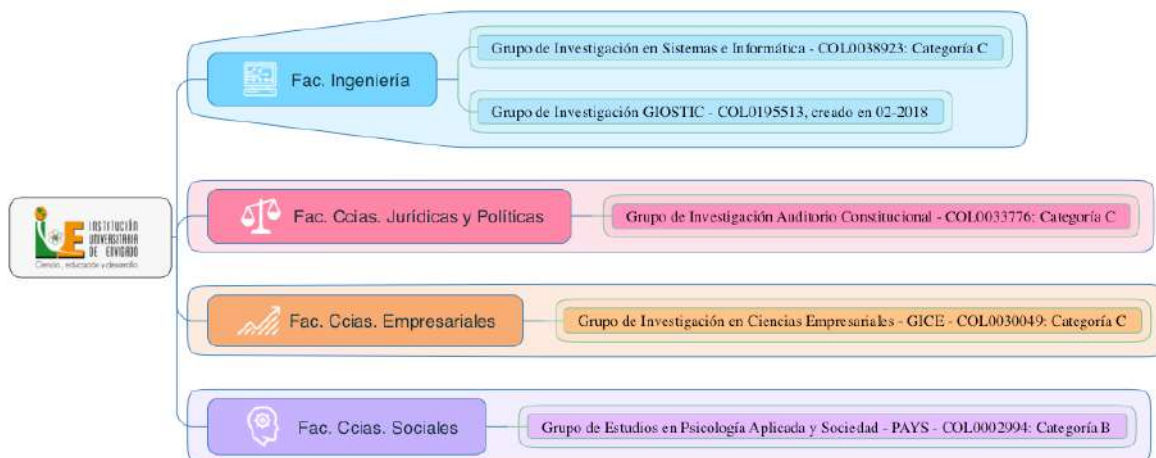 Grupo de Investigación en Sistemas e Informática - COL0038923: Categoría C
Fac. Ingeniería
Grupo de Investigación GIOSTIC - COL0195513, creado en 02-2018
Fac. Ccias. Jurídicas y Políticas
Grupo de Investigación Auditorio Constitucional - COL0033776: Categoría C
INSTITUCIÓN
UNIVERSITARIA
DE ENVIGADO
Ciencia, educación y desarrollo
Fac. Ccias. Empresariales
Grupo de Investigación en Ciencias Empresariales - GICE - COL0030049: Categoría C
Fac. Ccias. Sociales
Grupo de Estudios en Psicología Aplicada y Sociedad - PAYS - COL0002994: Categoría B